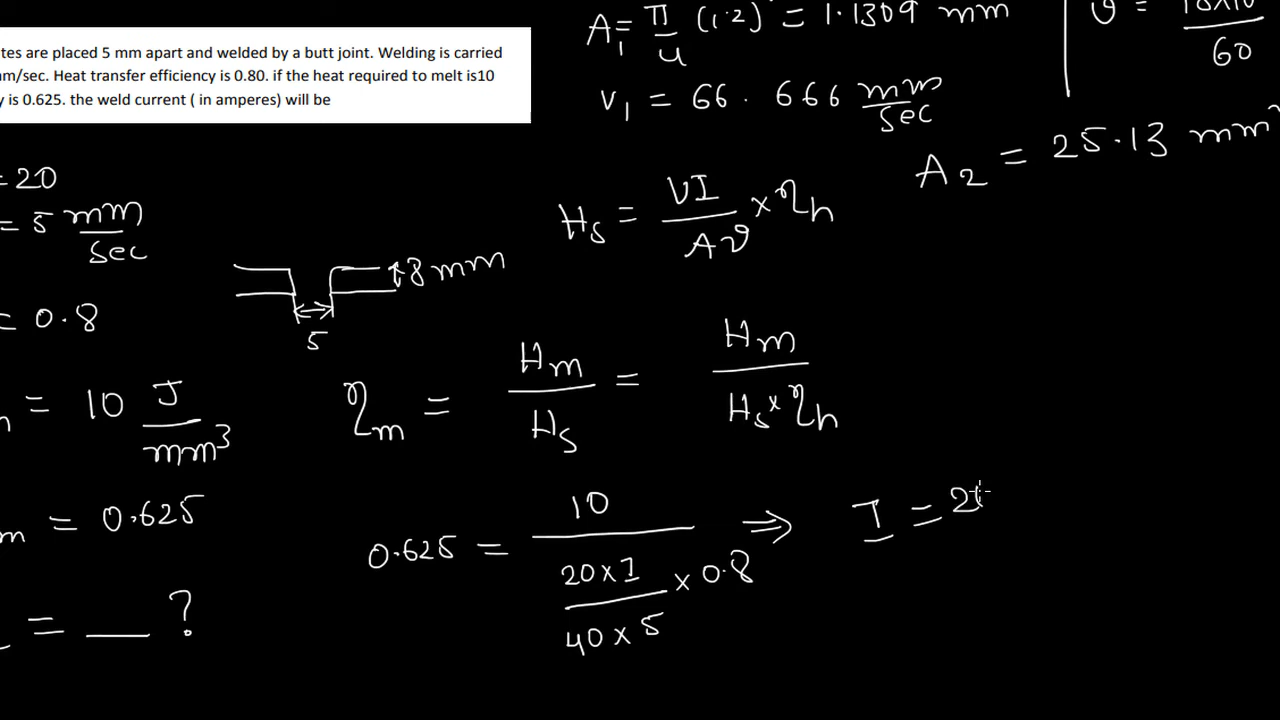 tes are placed 5 mm apart and welded by a butt joint. Welding is carried
m/sec. Heat transfer efficiency is 0.80. if the heat required to melt is10
y is 0.625. the weld current ( in amperes) will be
A₁ = π/4 (1.2) = 1.1309 mm
V₁ = 66.666 mm/sec
ϑ = /60
A₂ = 25.13 mm
= 20
= 5 mm/sec
= 0.8
Hs = VI/Aϑ × ηh
8 mm
5
= 10 J/mm³
ηm = Hm/Hs = Hm/Hs × ηh
m = 0.625
0.625 = 10/(20 × I/40 × 5 × 0.8) ⇒ I = 2
= __ ?